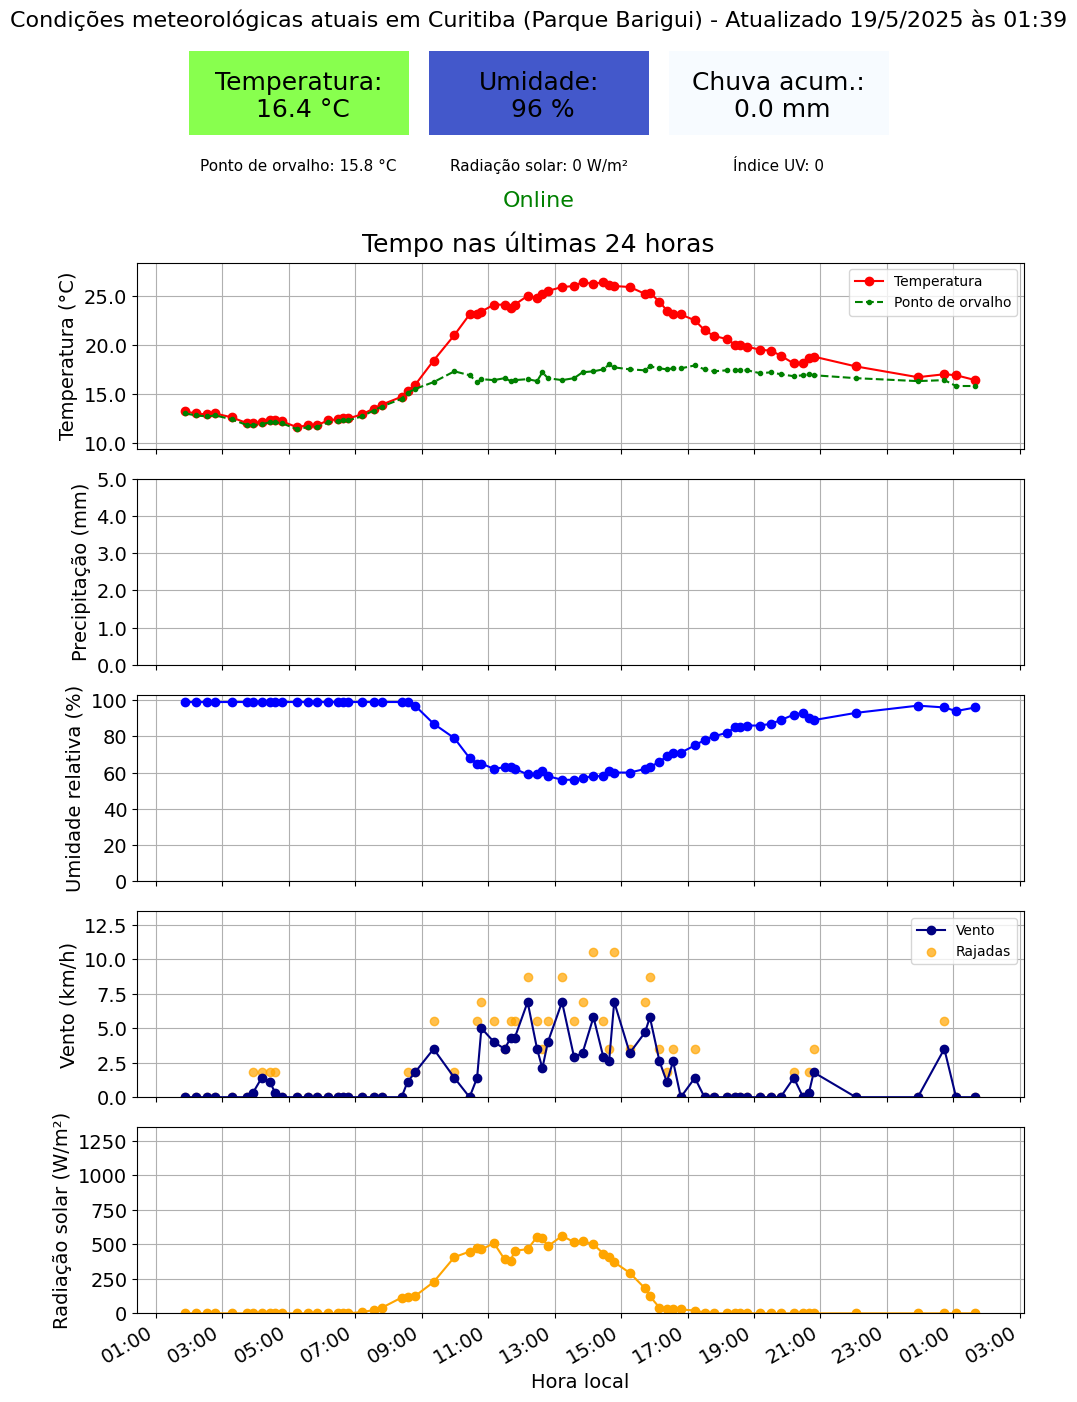 Condições meteorológicas atuais em Curitiba (Parque Barigui) - Atualizado 19/5/2025 às 01:39
Temperatura:
16.4 °C
Umidade:
96 %
Chuva acum.:
0.0 mm
Ponto de orvalho: 15.8 °C
Radiação solar: 0 W/m²
Índice UV: 0
Online
Tempo nas últimas 24 horas
Temperatura (°C)
25.0
20.0
15.0
10.0
Temperatura
Ponto de orvalho
Precipitação (mm)
5.0
4.0
3.0
2.0
1.0
0.0
Umidade relativa (%)
100
80
60
40
20
0
Vento (km/h)
12.5
10.0
7.5
5.0
2.5
0.0
Vento
Rajadas
Radiação solar (W/m²)
1250
1000
750
500
250
0
01:00
03:00
05:00
07:00
09:00
11:00
13:00
15:00
17:00
19:00
21:00
23:00
01:00
03:00
Hora local